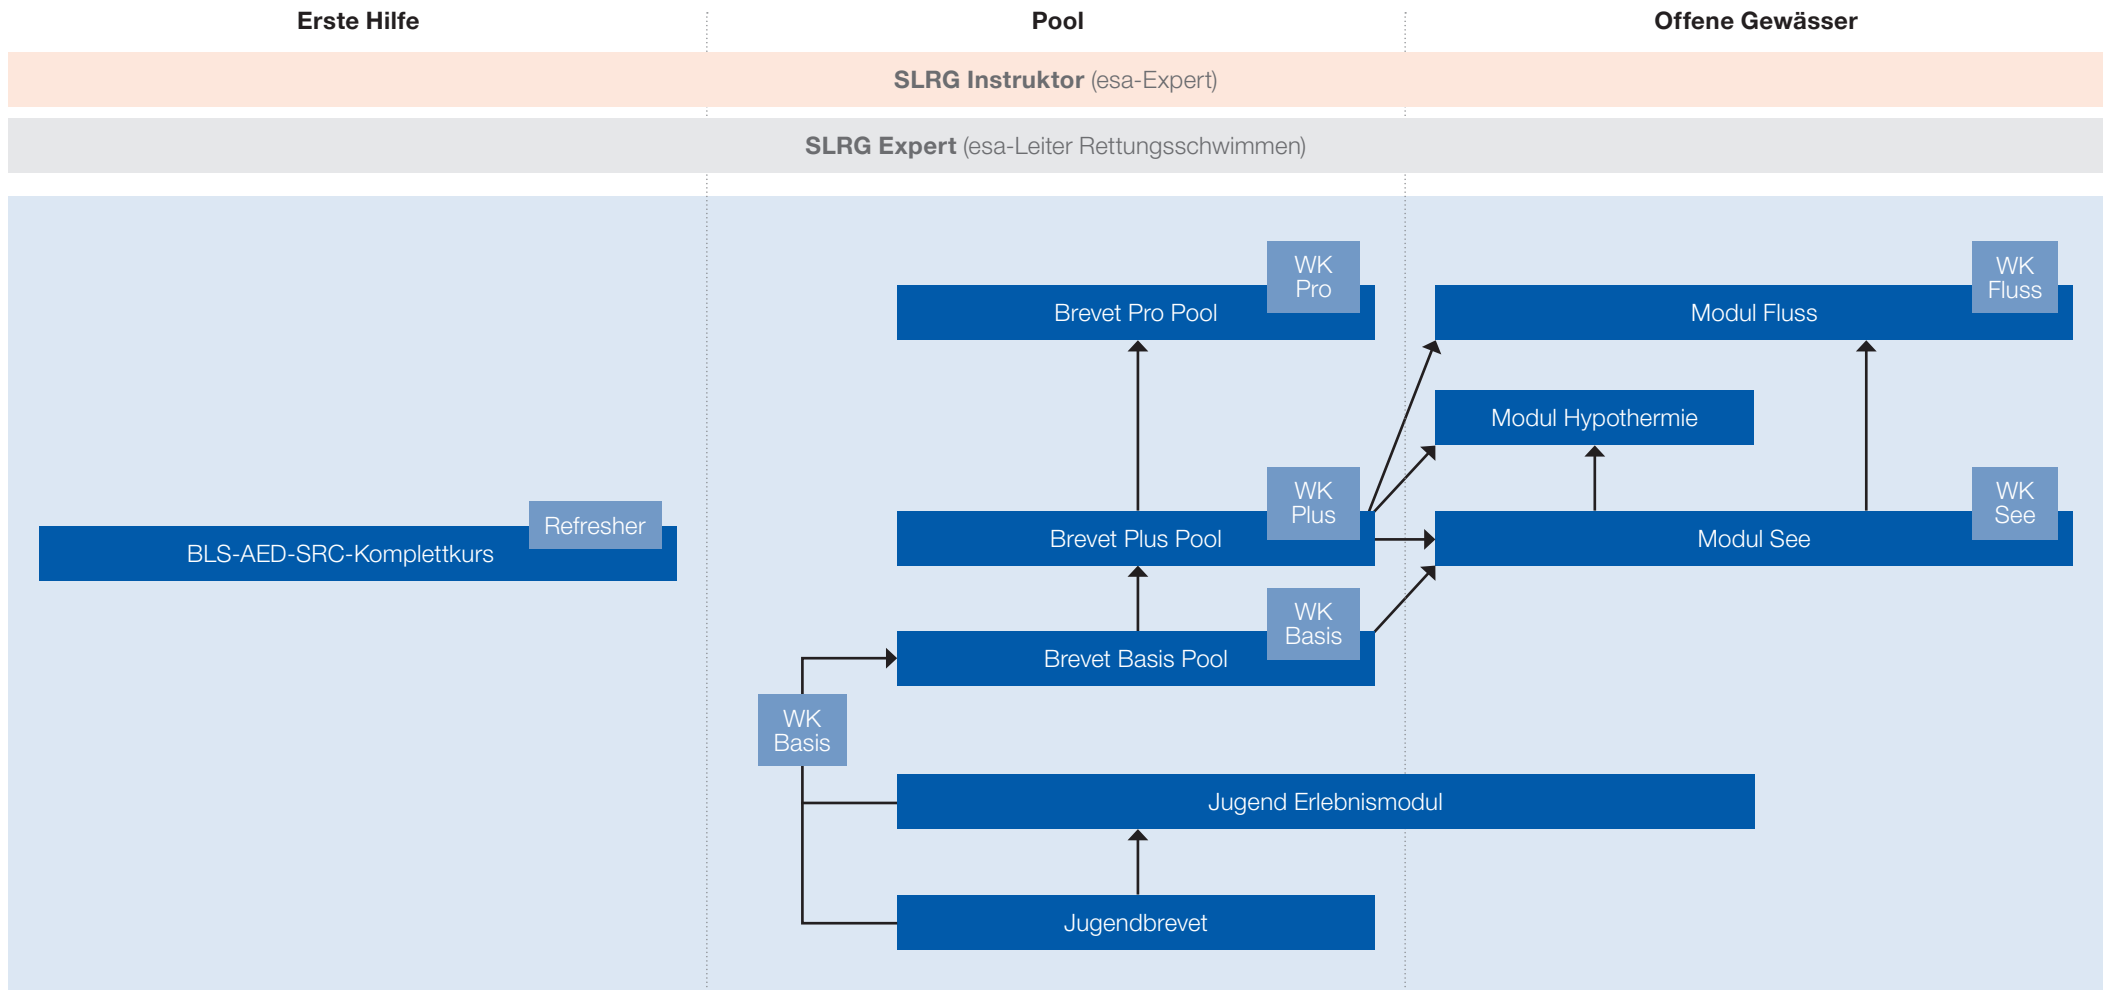 Erste Hilfe
Pool
Offene Gewässer
SLRG Instruktor (esa-Expert)
SLRG Expert (esa-Leiter Rettungsschwimmen)
WK
Pro
Brevet Pro Pool
WK
Fluss
Modul Fluss
Modul Hypothermie
Refresher
BLS-AED-SRC-Komplettkurs
WK
Plus
Brevet Plus Pool
WK
See
Modul See
WK
Basis
Brevet Basis Pool
WK
Basis
Jugend Erlebnismodul
Jugendbrevet